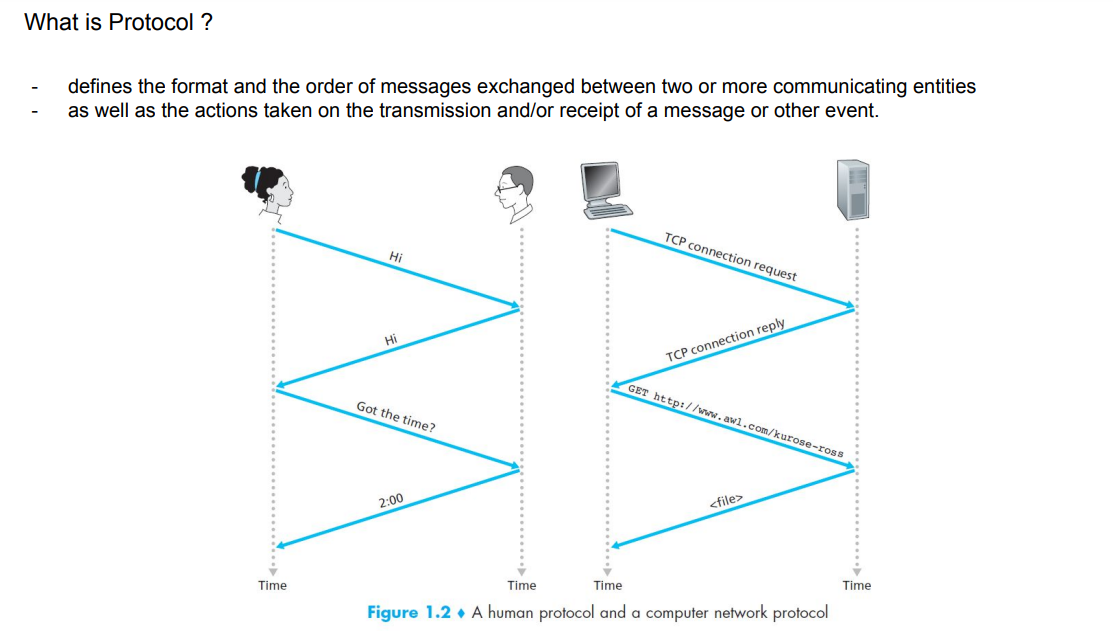 What is Protocol ?
- defines the format and the order of messages exchanged between two or more communicating entities
- as well as the actions taken on the transmission and/or receipt of a message or other event.
Hi
Hi
Got the time?
2:00
Time
Time
TCP connection request
TCP connection reply
GET http://www.awl.com/kurose-ross
<file>
Time
Time
Figure 1.2 ♦ A human protocol and a computer network protocol